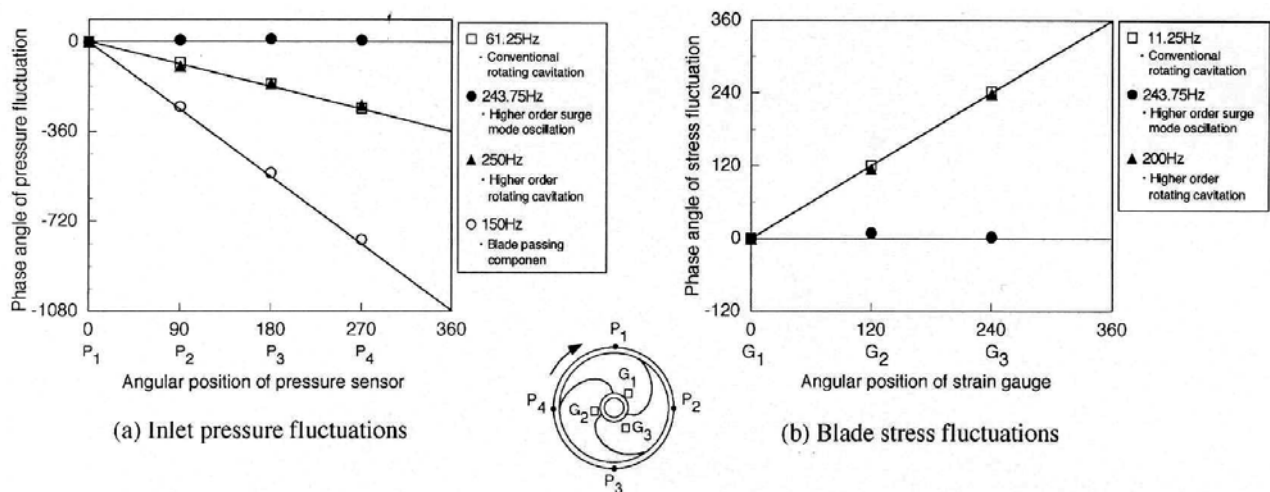 Phase angle of pressure fluctuation
0
-360
-720
-1080
0
90
180
270
360
P1
P2
P3
P4
Angular position of pressure sensor
61.25Hz
· Conventional
rotating cavitation
243.75Hz
· Higher order surge
mode oscillation
250Hz
· Higher order
rotating cavitation
150Hz
· Blade passing
componen
(a) Inlet pressure fluctuations
P1
G1
P4
G2
P2
G3
P3
Phase angle of stress fluctuation
360
240
120
0
-120
0
120
240
360
G1
G2
G3
Angular position of strain gauge
11.25Hz
· Conventional
rotating cavitation
243.75Hz
· Higher order surge
mode oscillation
200Hz
· Higher order
rotating cavitation
(b) Blade stress fluctuations